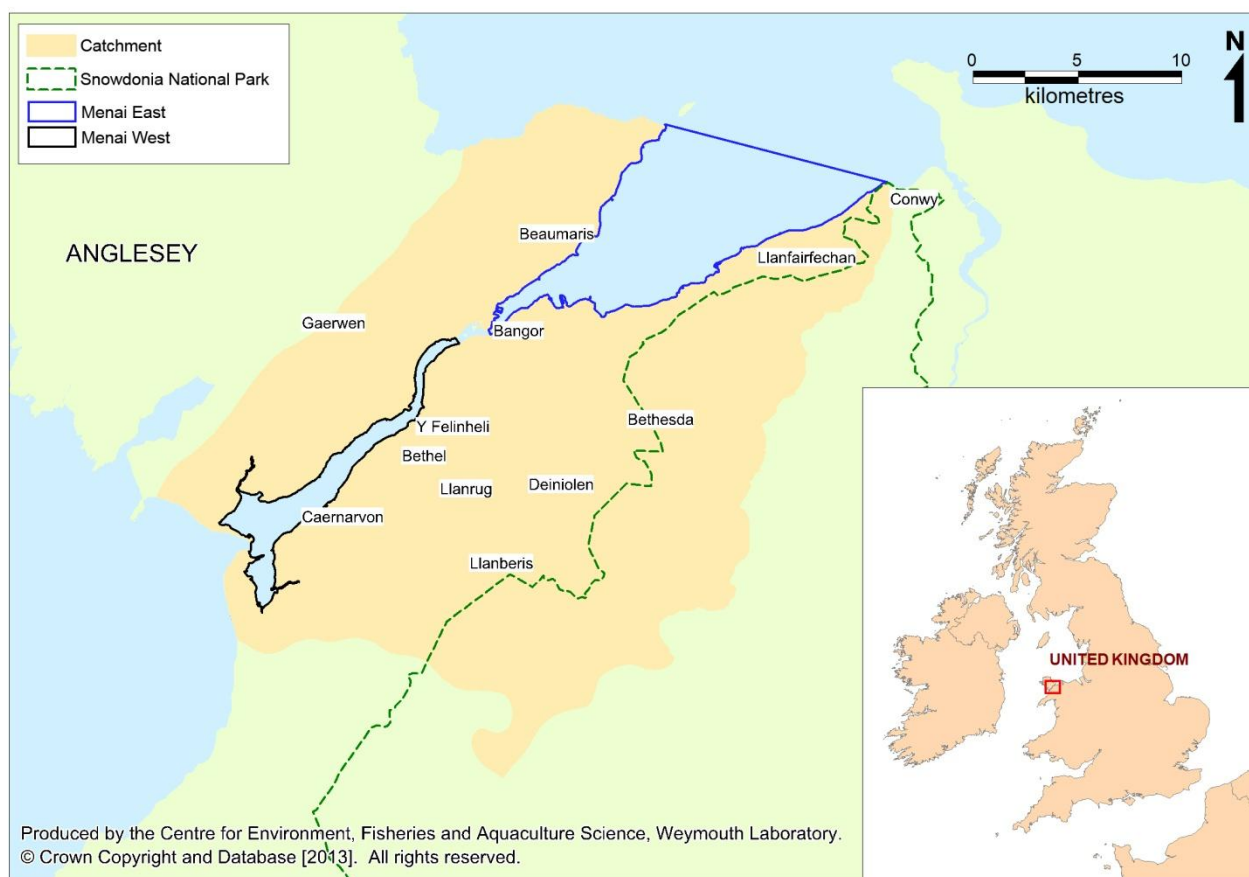 Catchment
Snowdonia National Park
Menai East
Menai West
0 5 10
kilometres
N
Conwy
Beaumaris
ANGLESEY
Llanfairfechan
Gaerwen
Bangor
Bethesda
Y Felinheli
Bethel
Llanrug
Deiniolen
Caernarvon
Llanberis
UNITED KINGDOM
Produced by the Centre for Environment, Fisheries and Aquaculture Science, Weymouth Laboratory.
© Crown Copyright and Database [2013]. All rights reserved.